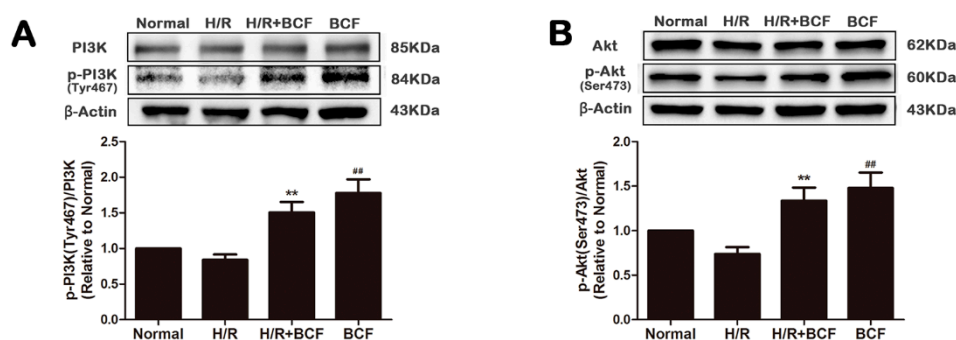 A
Normal H/R H/R+BCF BCF
PI3K 85KDa
p-PI3K 84KDa
(Tyr467)
β-Actin 43KDa
p-PI3K(Tyr467)/PI3K
(Relative to Normal)
2.5
2.0
1.5
1.0
0.5
0.0
**
##
Normal H/R H/R+BCF BCF
B
Normal H/R H/R+BCF BCF
Akt 62KDa
p-Akt 60KDa
(Ser473)
β-Actin 43KDa
p-Akt(Ser473)/Akt
(Relative to Normal)
2.0
1.5
1.0
0.5
0.0
**
##
Normal H/R H/R+BCF BCF